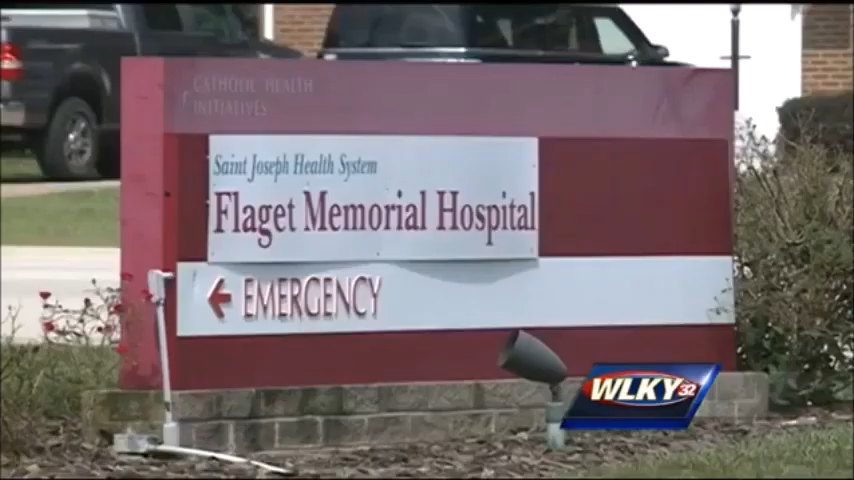 CATHOLIC HEALTH
INITIATIVES
Saint Joseph Health System
Flaget Memorial Hospital
EMERGENCY
WLKY 32